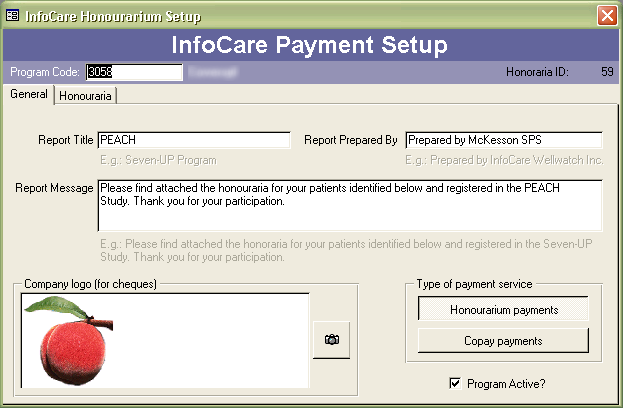 InfoCare Honourarium Setup
InfoCare Payment Setup
Program Code: 3058 Honoraria ID: 59
General Honouraria
Report Title PEACH Report Prepared By Prepared by McKesson SPS
E.g.: Seven-UP Program E.g.: Prepared by InfoCare Wellwatch Inc.
Report Message Please find attached the honouraria for your patients identified below and registered in the PEACH
Study. Thank you for your participation.
E.g.: Please find attached the honoraria for your patients identified below and registered in the Seven-UP
Study. Thank you for your participation.
Company logo (for cheques) Type of payment service
Honourarium payments
Copay payments
Program Active?